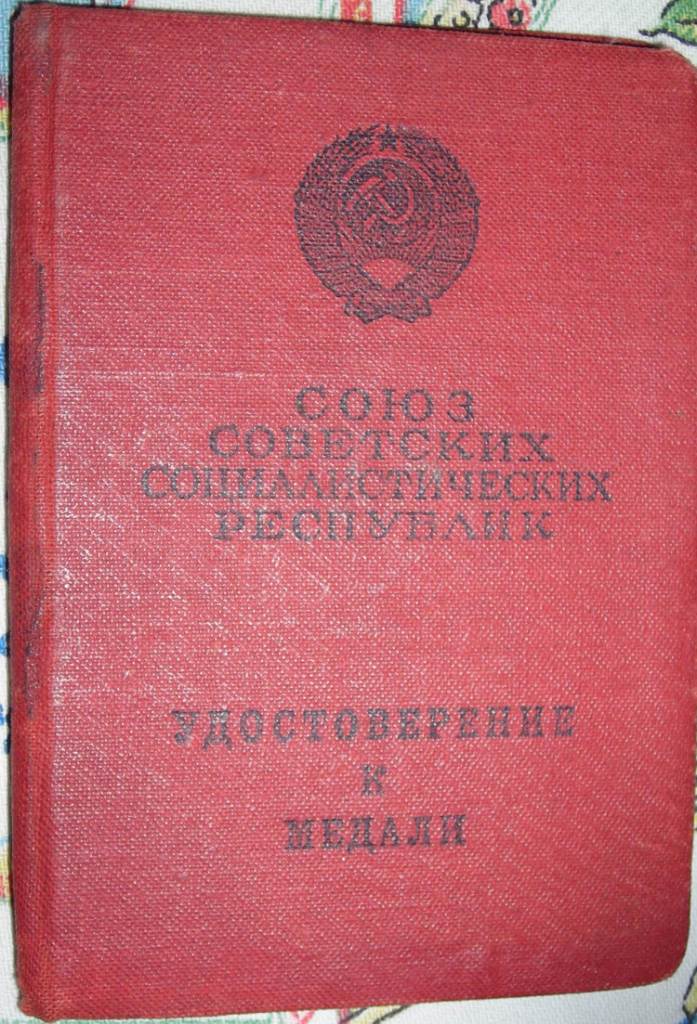 СОЮЗ
СОВЕТСКИХ
СОЦИАЛИСТИЧЕСКИХ
РЕСПУБЛИК
УДОСТОВЕРЕНИЕ
К
МЕДАЛИ